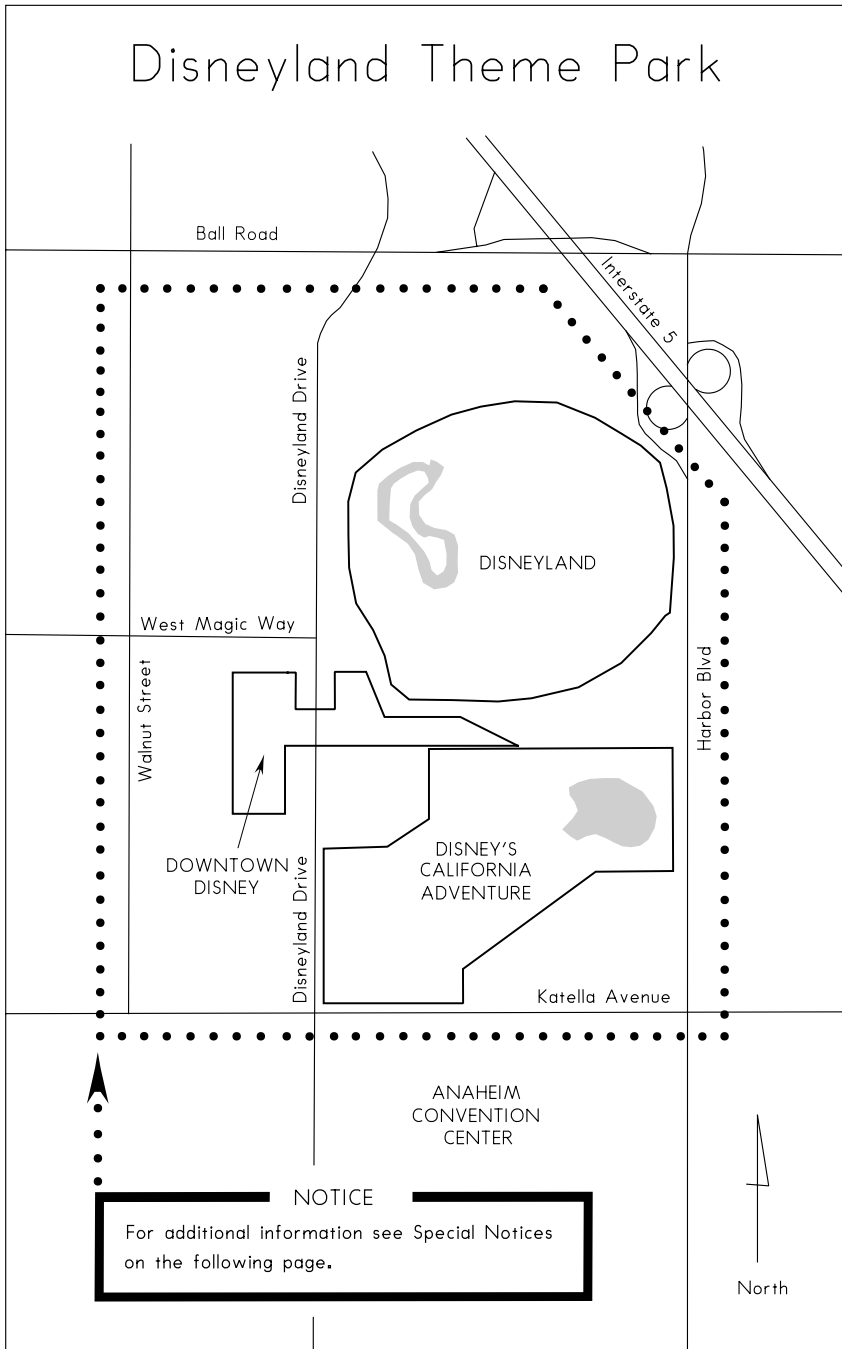 Disneyland Theme Park
Ball Road
Interstate 5
Disneyland Drive
DISNEYLAND
West Magic Way
Walnut Street
Harbor Blvd
DOWNTOWN
DISNEY
Disneyland Drive
DISNEY'S
CALIFORNIA
ADVENTURE
Katella Avenue
ANAHEIM
CONVENTION
CENTER
NOTICE
For additional information see Special Notices
on the following page.
North